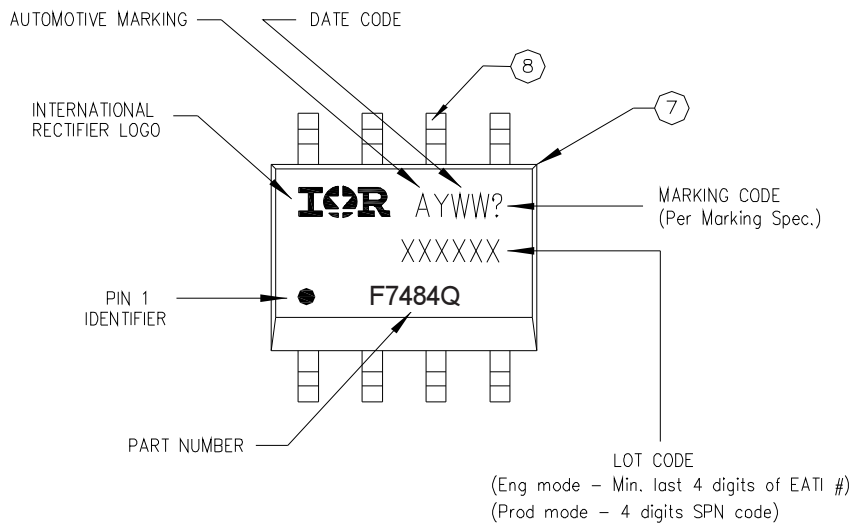 AUTOMOTIVE MARKING
DATE CODE
8
7
INTERNATIONAL
RECTIFIER LOGO
IOR
AYWW?
MARKING CODE
(Per Marking Spec.)
XXXXXX
PIN 1
IDENTIFIER
F7484Q
PART NUMBER
LOT CODE
(Eng mode – Min. last 4 digits of EATI #)
(Prod mode – 4 digits SPN code)